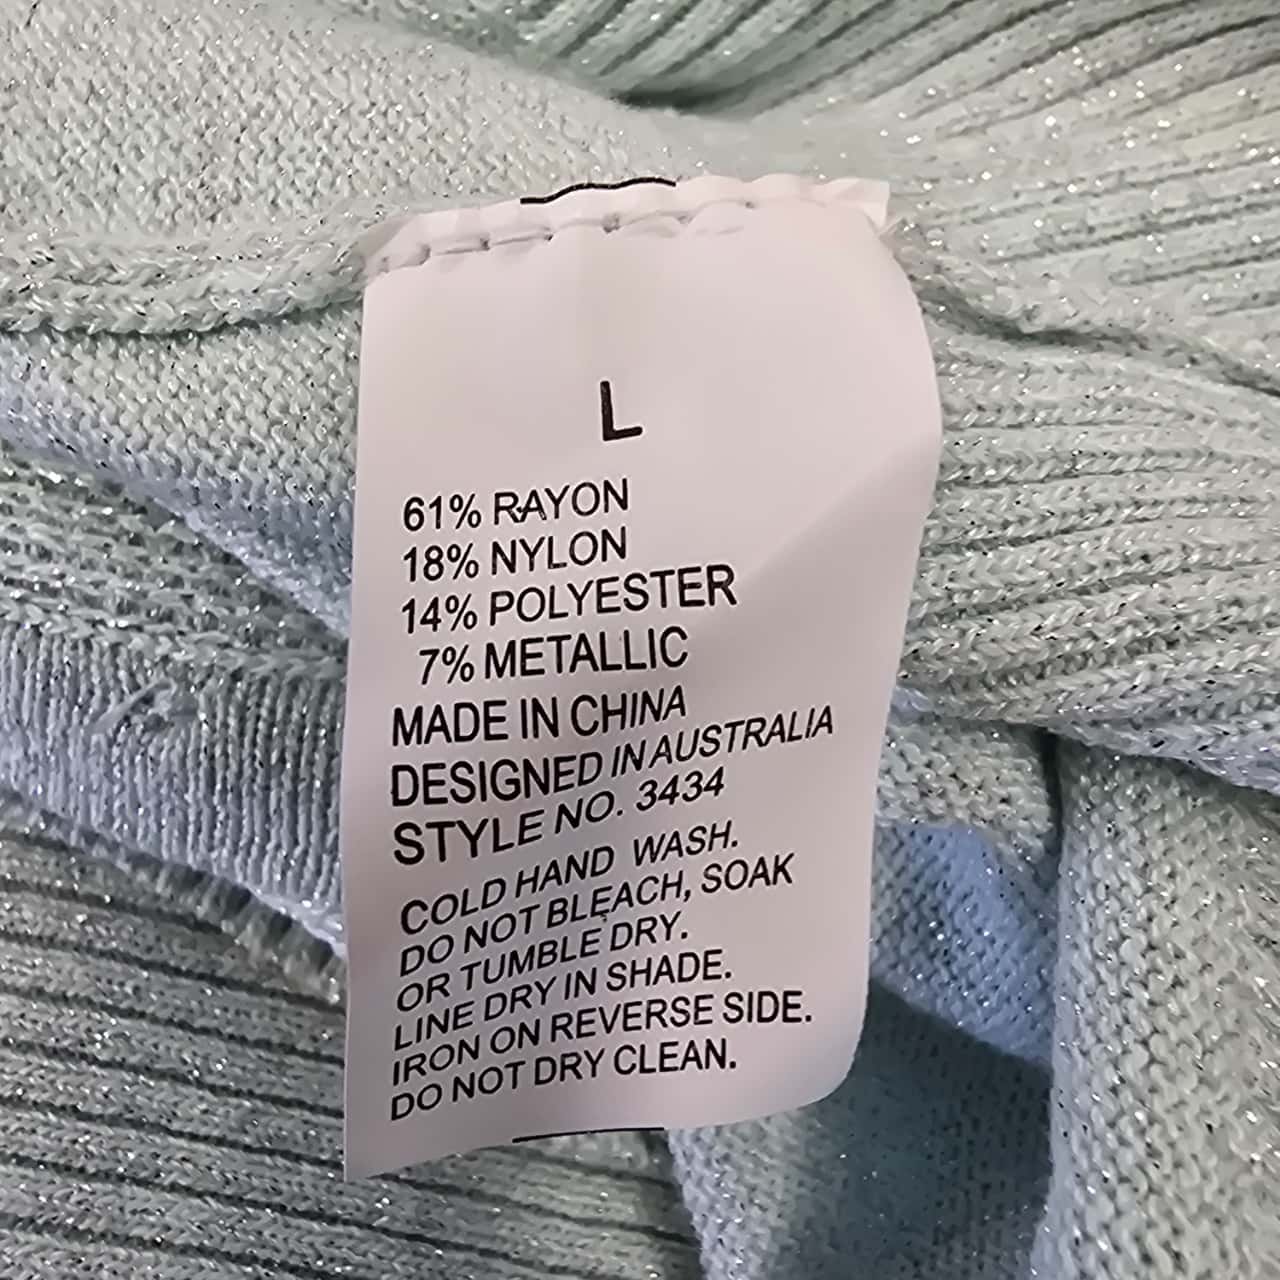 L
61% RAYON
18% NYLON
14% POLYESTER
7% METALLIC
MADE IN CHINA
DESIGNED IN AUSTRALIA
STYLE NO. 3434
COLD HAND WASH.
DO NOT BLEACH, SOAK
OR TUMBLE DRY.
LINE DRY IN SHADE.
IRON ON REVERSE SIDE.
DO NOT DRY CLEAN.